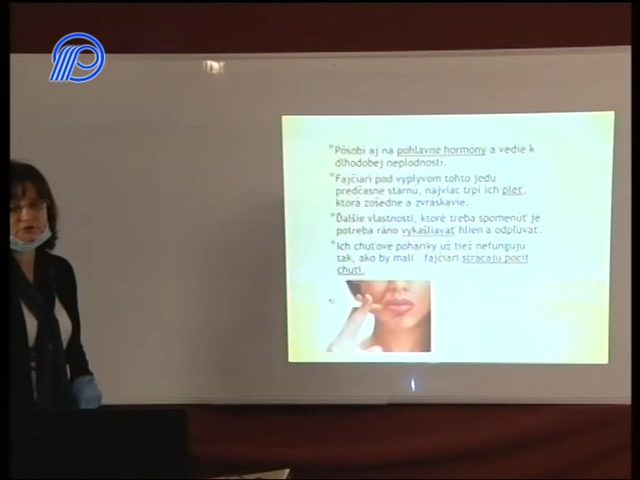 *Pôsobí aj na pohlavné hormóny a vedie k
dlhodobej neplodnosti.
*Fajčiari pod vplyvom tohto jedu
predčasne starnú, najviac trpí ich pleť,
ktorá zošedne a zvráskavie.
*Ďalšie vlastnosti, ktoré treba spomenúť je
potreba ráno vykašliavať hlien a odpľúvať.
*Ich chuťové poháriky už tiež nefungujú
tak, ako by mali – fajčiari strácajú pocit
chuti.